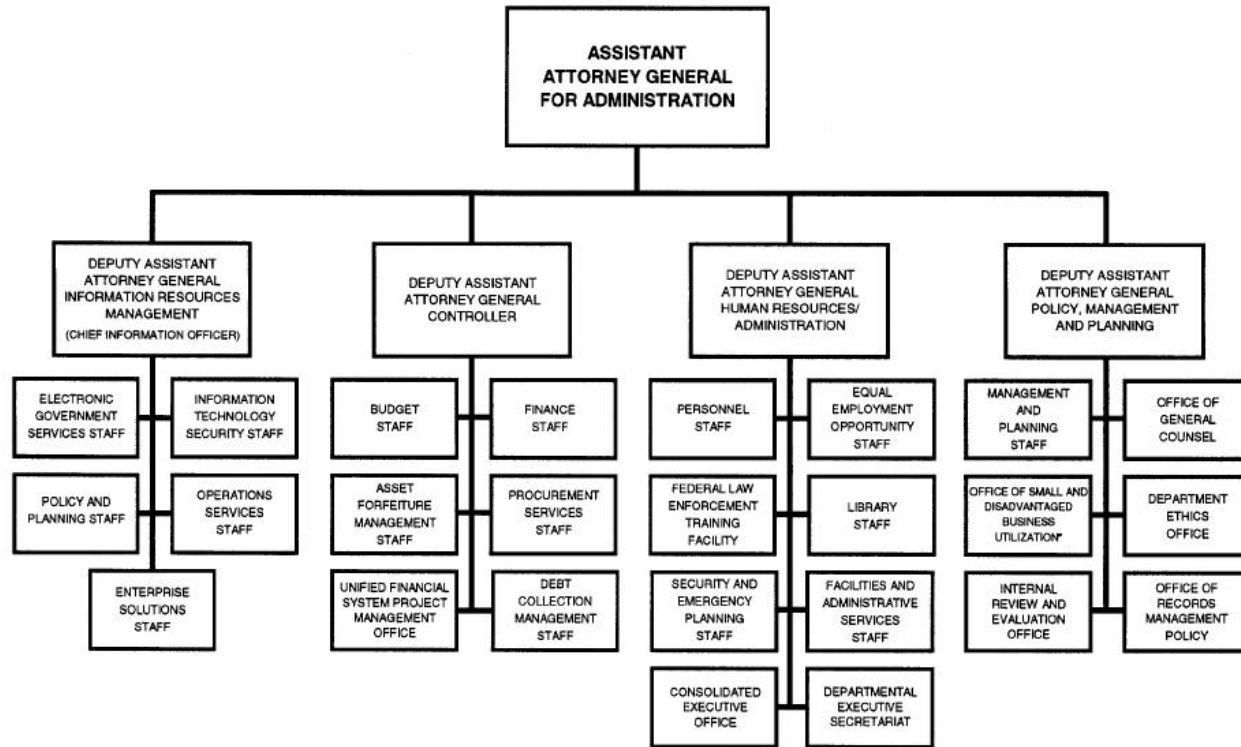 ASSISTANT
ATTORNEY GENERAL
FOR ADMINISTRATION
DEPUTY ASSISTANT
ATTORNEY GENERAL
INFORMATION RESOURCES
MANAGEMENT
(CHIEF INFORMATION OFFICER)
DEPUTY ASSISTANT
ATTORNEY GENERAL
CONTROLLER
DEPUTY ASSISTANT
ATTORNEY GENERAL
HUMAN RESOURCES/
ADMINISTRATION
DEPUTY ASSISTANT
ATTORNEY GENERAL
POLICY, MANAGEMENT
AND PLANNING
ELECTRONIC
GOVERNMENT
SERVICES STAFF
INFORMATION
TECHNOLOGY
SECURITY STAFF
BUDGET
STAFF
FINANCE
STAFF
PERSONNEL
STAFF
EQUAL
EMPLOYMENT
OPPORTUNITY
STAFF
MANAGEMENT
AND
PLANNING
STAFF
OFFICE OF
GENERAL
COUNSEL
POLICY AND
PLANNING STAFF
OPERATIONS
SERVICES
STAFF
ASSET
FORFEITURE
MANAGEMENT
STAFF
PROCUREMENT
SERVICES
STAFF
FEDERAL LAW
ENFORCEMENT
TRAINING
FACILITY
LIBRARY
STAFF
OFFICE OF SMALL AND
DISADVANTAGED
BUSINESS
UTILIZATION*
DEPARTMENT
ETHICS
OFFICE
ENTERPRISE
SOLUTIONS
STAFF
UNIFIED FINANCIAL
SYSTEM PROJECT
MANAGEMENT
OFFICE
DEBT
COLLECTION
MANAGEMENT
STAFF
SECURITY AND
EMERGENCY
PLANNING
STAFF
FACILITIES AND
ADMINISTRATIVE
SERVICES
STAFF
INTERNAL
REVIEW AND
EVALUATION
OFFICE
OFFICE OF
RECORDS
MANAGEMENT
POLICY
CONSOLIDATED
EXECUTIVE
OFFICE
DEPARTMENTAL
EXECUTIVE
SECRETARIAT